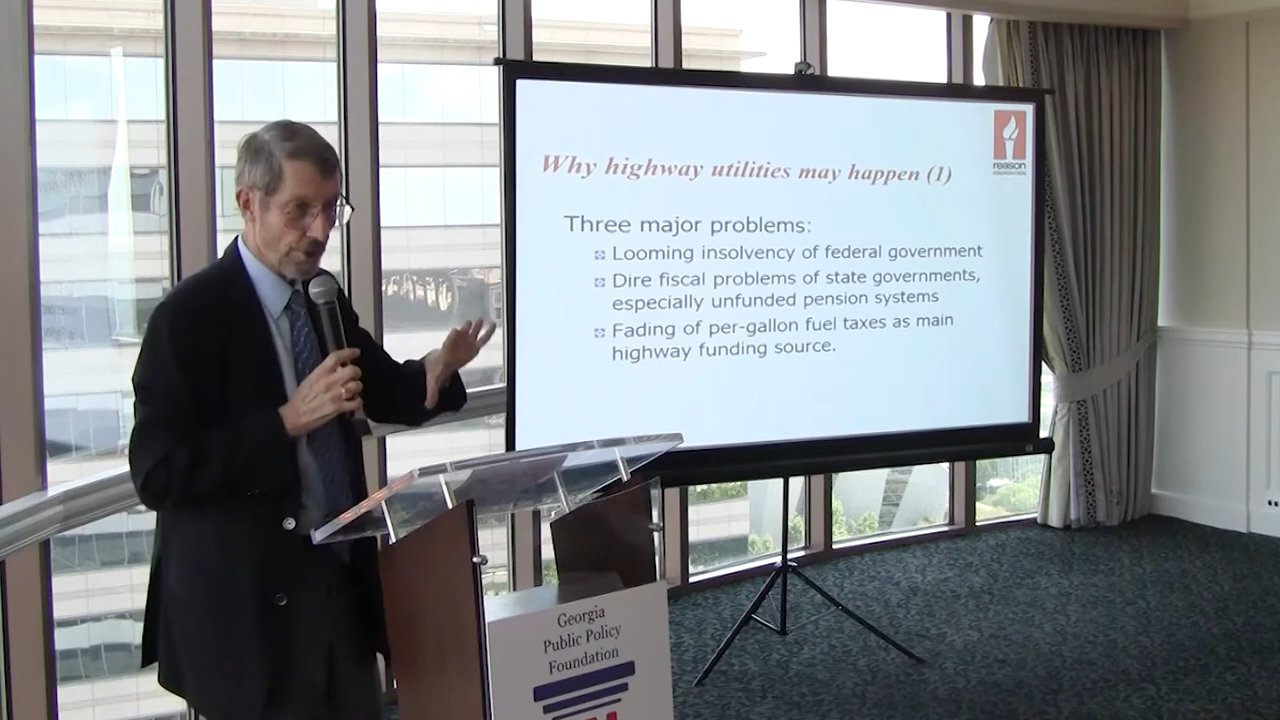 Why highway utilities may happen (1)
reason
FOUNDATION
Three major problems:
Looming insolvency of federal government
Dire fiscal problems of state governments,
especially unfunded pension systems
Fading of per-gallon fuel taxes as main
highway funding source.
Georgia
Public Policy
Foundation